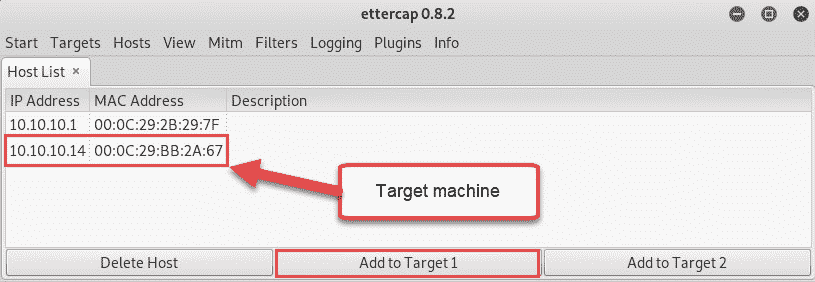 ettercap 0.8.2
Start Targets Hosts View Mitm Filters Logging Plugins Info
Host List ×
IP Address MAC Address Description
10.10.10.1 00:0C:29:2B:29:7F
10.10.10.14 00:0C:29:BB:2A:67
Target machine
Delete Host Add to Target 1 Add to Target 2